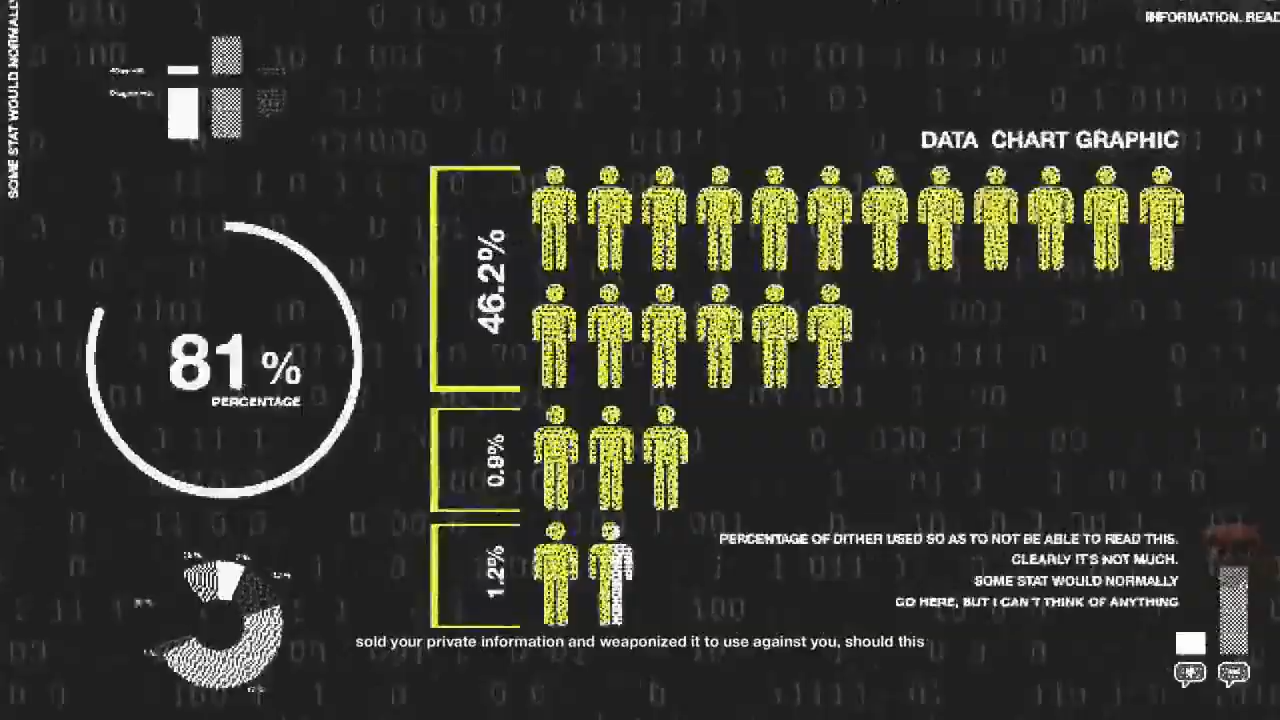 INFORMATION. READ
SOME STAT WOULD NORMALLY
DATA CHART GRAPHIC
46.2%
81%
PERCENTAGE
0.9%
1.2%
PERCENTAGE OF DITHER USED SO AS TO NOT BE ABLE TO READ THIS.
CLEARLY IT'S NOT MUCH.
SOME STAT WOULD NORMALLY
GO HERE, BUT I CAN'T THINK OF ANYTHING
sold your private information and weaponized it to use against you, should this